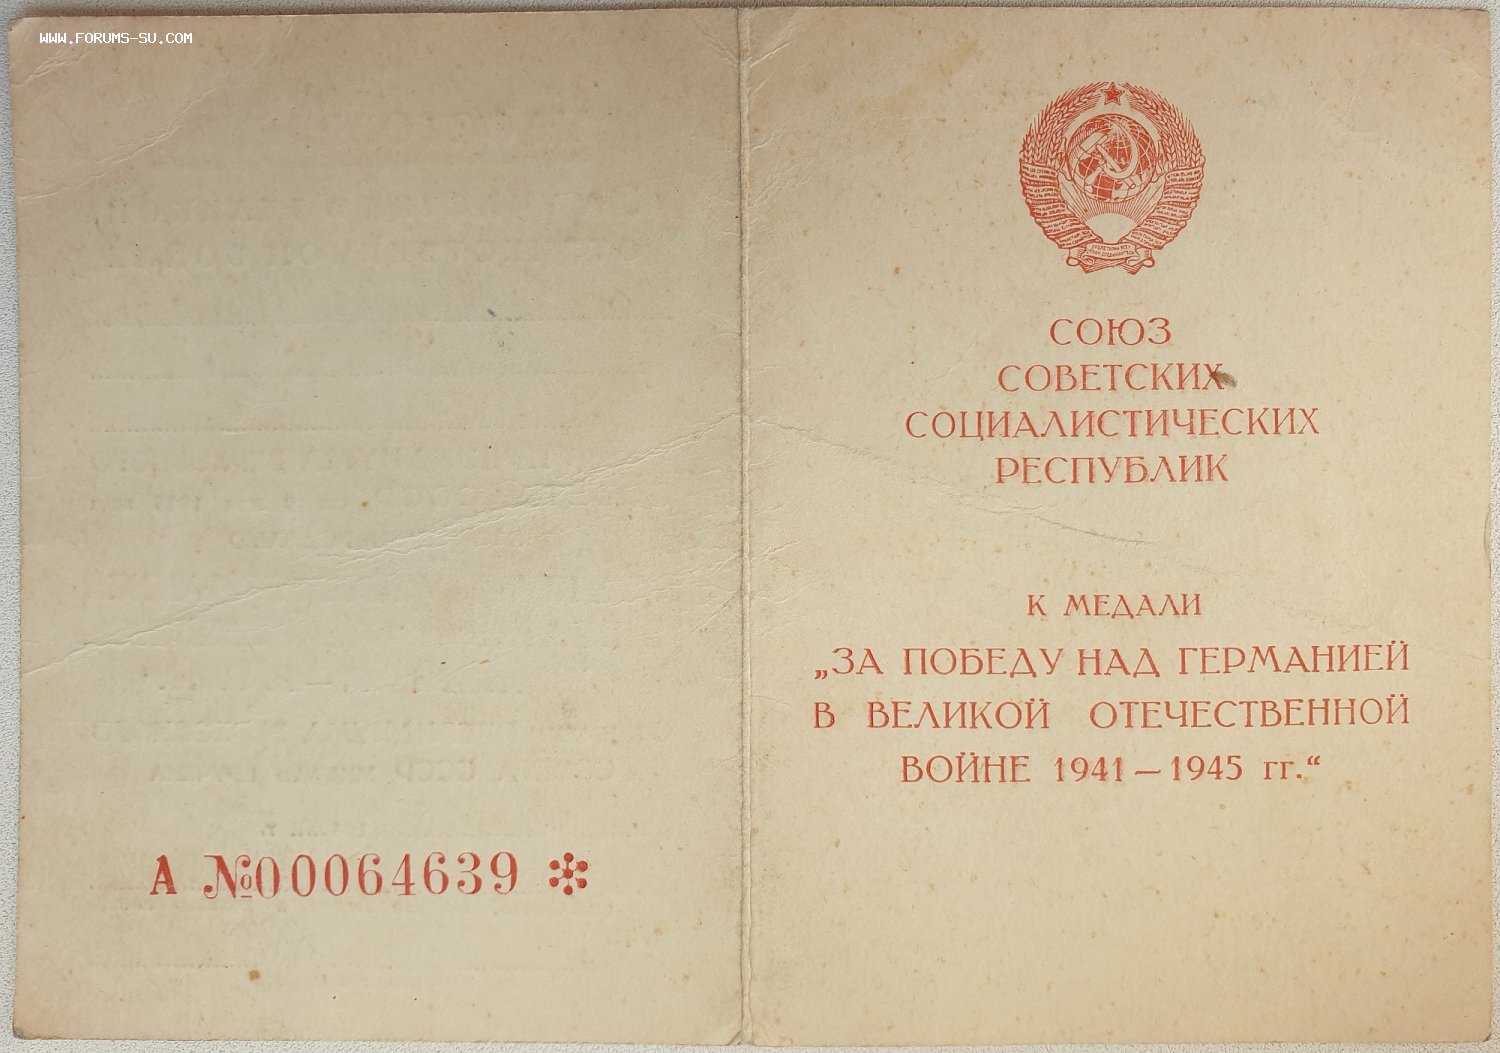 WWW.FORUMS-SU.COM
А №00064639
СОЮЗ
СОВЕТСКИХ
СОЦИАЛИСТИЧЕСКИХ
РЕСПУБЛИК
К МЕДАЛИ
„ЗА ПОБЕДУ НАД ГЕРМАНИЕЙ
В ВЕЛИКОЙ ОТЕЧЕСТВЕННОЙ
ВОЙНЕ 1941—1945 гг.“